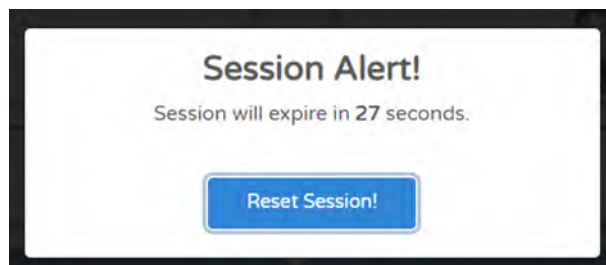 Session Alert!
Session will expire in 27 seconds.
Reset Session!